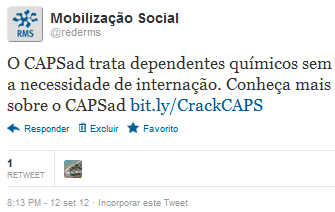 Mobilização Social
RMS
@rederms
O CAPSad trata dependentes químicos sem
a necessidade de internação. Conheça mais
sobre o CAPSad bit.ly/CrackCAPS
Responder Excluir Favorito
1
RETWEET
8:13 PM - 12 set 12 · Incorporar este Tweet